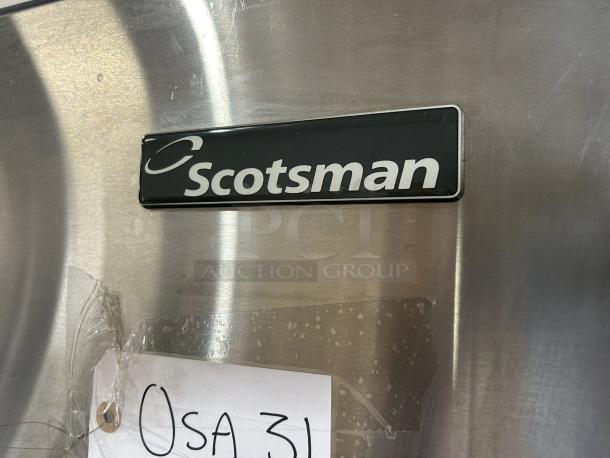 Scotsman
PCI
AUCTION GROUP
OSA 31